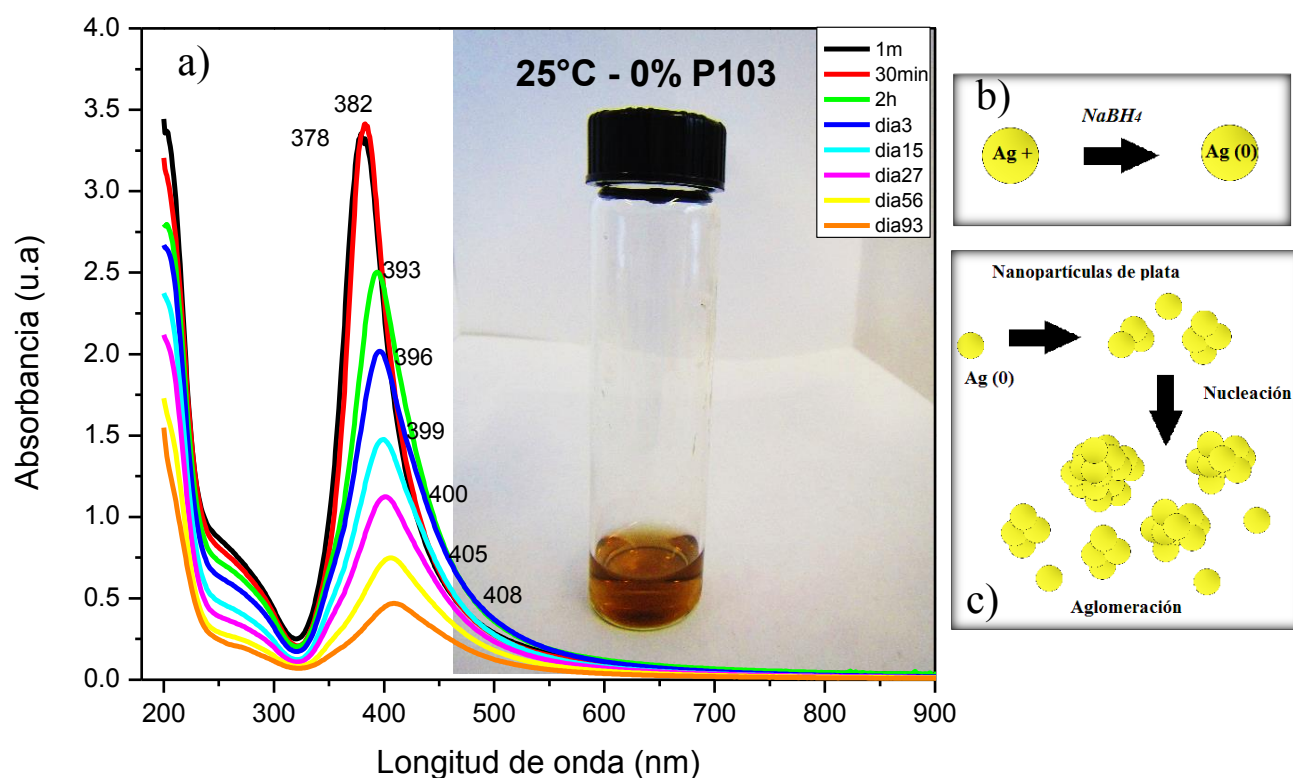 a)
25°C - 0% P103
1m
30min
2h
dia3
dia15
dia27
dia56
dia93
4.0
3.5
3.0
2.5
2.0
1.5
1.0
0.5
0.0
Absorbancia (u.a)
382
378
393
396
399
400
405
408
200 300 400 500 600 700 800 900
Longitud de onda (nm)
b)
NaBH4
Ag +
Ag (0)
Nanopartículas de plata
Ag (0)
Nucleación
Aglomeración
c)